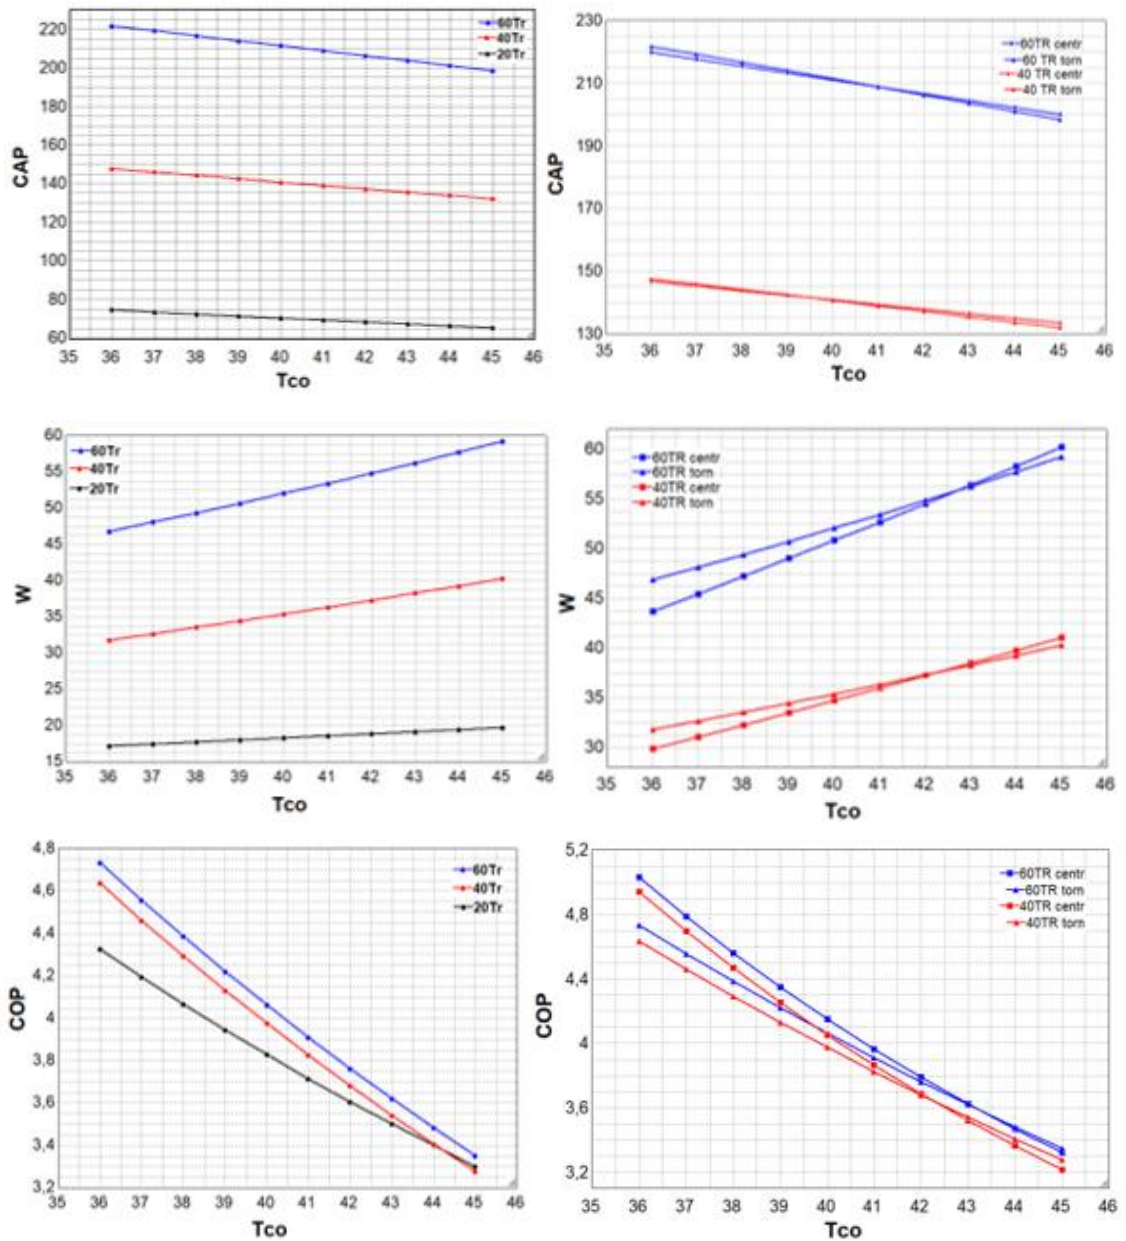 220
200
180
160
140
120
100
80
60
CAP
60Tr
40Tr
20Tr
35 36 37 38 39 40 41 42 43 44 45 46
Tco
230
210
190
170
150
130
CAP
60TR centr
60 TR torn
40 TR centr
40 TR torn
35 36 37 38 39 40 41 42 43 44 45 46
Tco
60
55
50
45
40
35
30
25
20
15
W
60Tr
40Tr
20Tr
35 36 37 38 39 40 41 42 43 44 45 46
Tco
60
55
50
45
40
35
30
W
60TR centr
60TR torn
40TR centr
40TR torn
35 36 37 38 39 40 41 42 43 44 45 46
Tco
4,8
4,6
4,4
4,2
4
3,8
3,6
3,4
3,2
COP
60Tr
40Tr
20Tr
35 36 37 38 39 40 41 42 43 44 45 46
Tco
5,2
4,8
4,4
4
3,6
3,2
COP
60TR centr
60TR torn
40TR centr
40TR torn
35 36 37 38 39 40 41 42 43 44 45 46
Tco